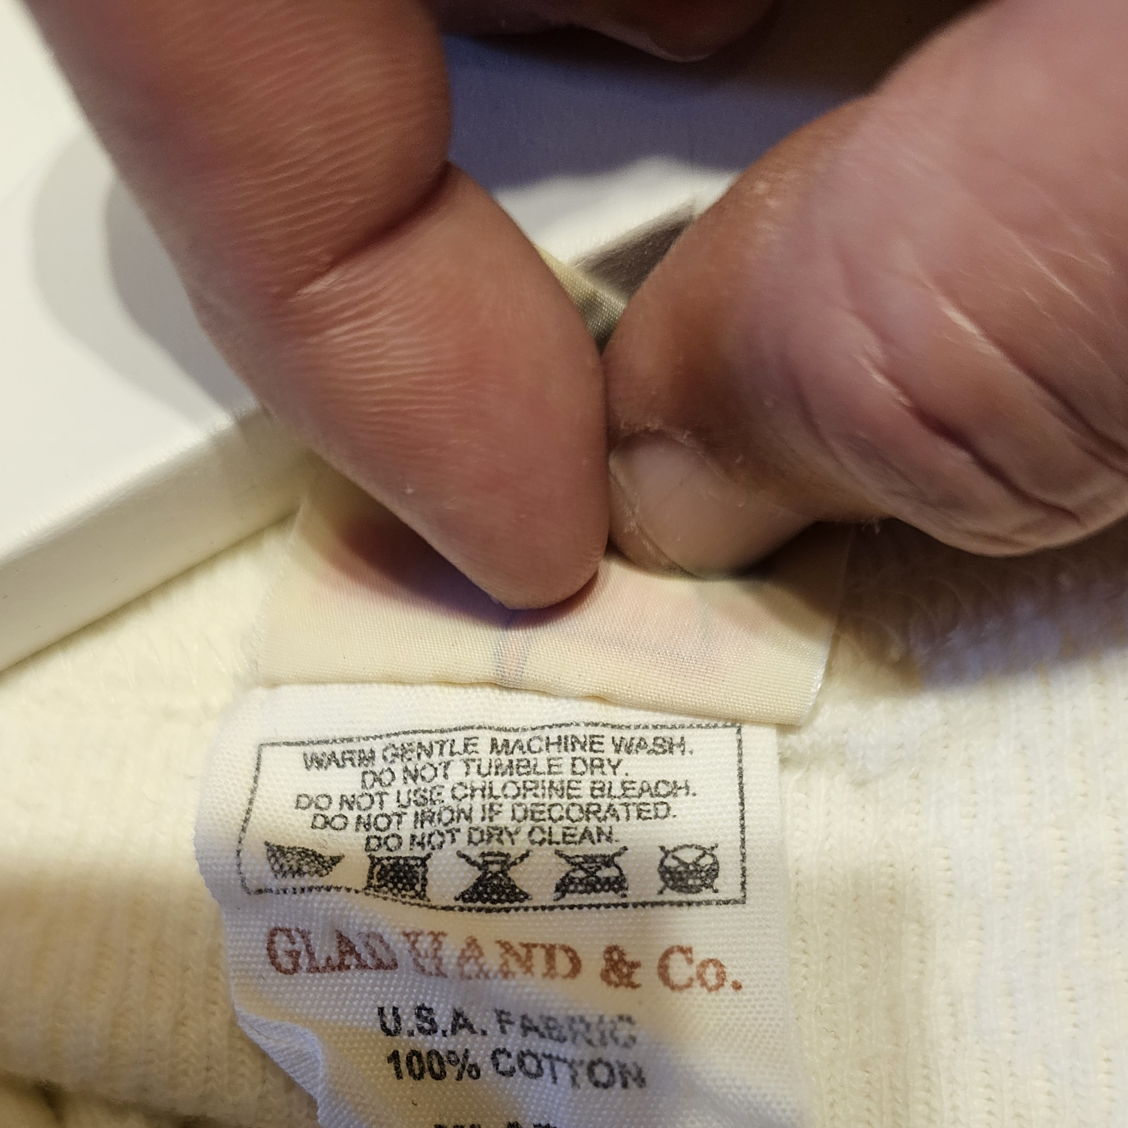 WARM GENTLE MACHINE WASH.
DO NOT TUMBLE DRY.
DO NOT USE CHLORINE BLEACH.
DO NOT IRON IF DECORATED.
DO NOT DRY CLEAN.
GLAD HAND & Co.
U.S.A. FABRIC
100% COTTON